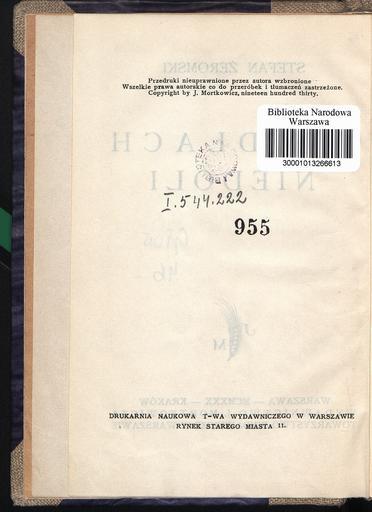 Przedruki nieuprawnione przez autora wzbronione
Wszelkie prawa autorskie co do przeróbek i tłumaczeń zastrzeżone.
Copyright by J. Mortkowicz, nineteen hundred thirty.
Biblioteka Narodowa
Warszawa
30001013266613
I.544.222
955
DRUKARNIA NAUKOWA T-WA WYDAWNICZEGO W WARSZAWIE
RYNEK STAREGO MIASTA 11.